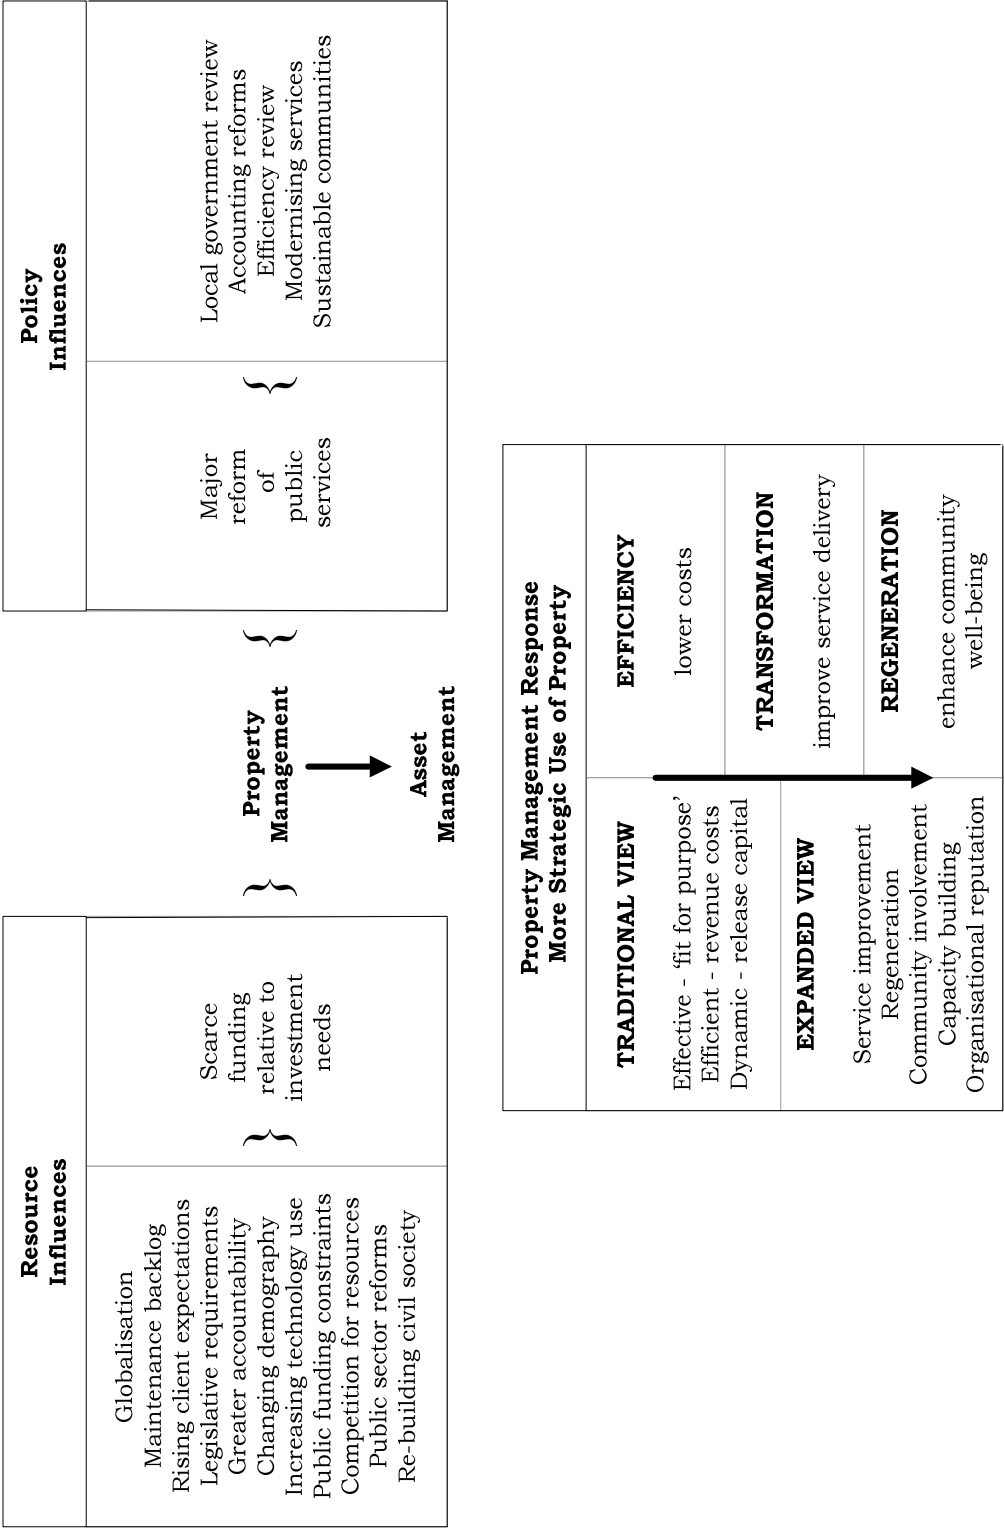 Resource
Influences
Globalisation
Maintenance backlog
Rising client expectations
Legislative requirements
Greater accountability
Changing demography
Increasing technology use
Public funding constraints
Competition for resources
Public sector reforms
Re-building civil society
}
Scarce
funding
relative to
investment
needs
}
Property
Management
Asset
Management
{
Policy
Influences
Major
reform
of
public
services
{
Local government review
Accounting reforms
Efficiency review
Modernising services
Sustainable communities
Property Management Response
More Strategic Use of Property
TRADITIONAL VIEW
Effective - ‘fit for purpose’
Efficient - revenue costs
Dynamic - release capital
EXPANDED VIEW
Service improvement
Regeneration
Community involvement
Capacity building
Organisational reputation
EFFICIENCY
lower costs
TRANSFORMATION
improve service delivery
REGENERATION
enhance community
well-being